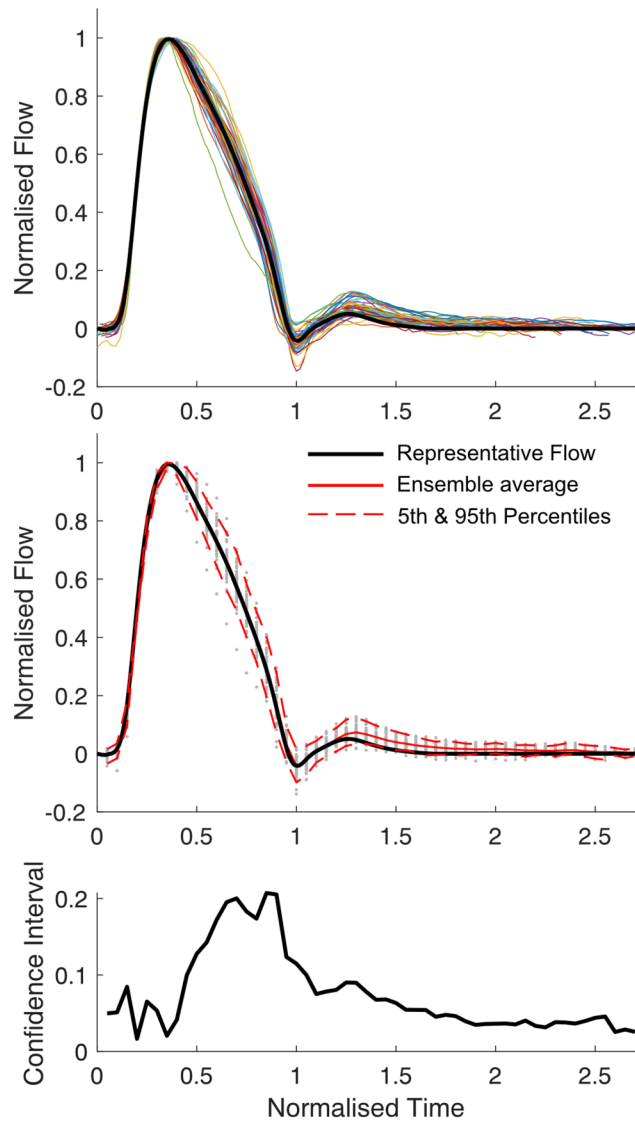 Normalised Flow
1
0.8
0.6
0.4
0.2
0
-0.2
0 0.5 1 1.5 2 2.5
Normalised Flow
1
0.8
0.6
0.4
0.2
0
-0.2
Representative Flow
Ensemble average
5th & 95th Percentiles
0 0.5 1 1.5 2 2.5
Confidence Interval
0.2
0.1
0
0 0.5 1 1.5 2 2.5
Normalised Time